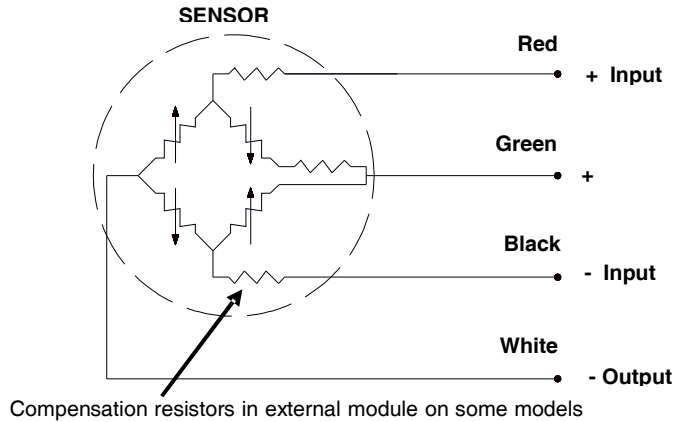 SENSOR
Red
+ Input
Green
+
Black
- Input
White
- Output
Compensation resistors in external module on some models